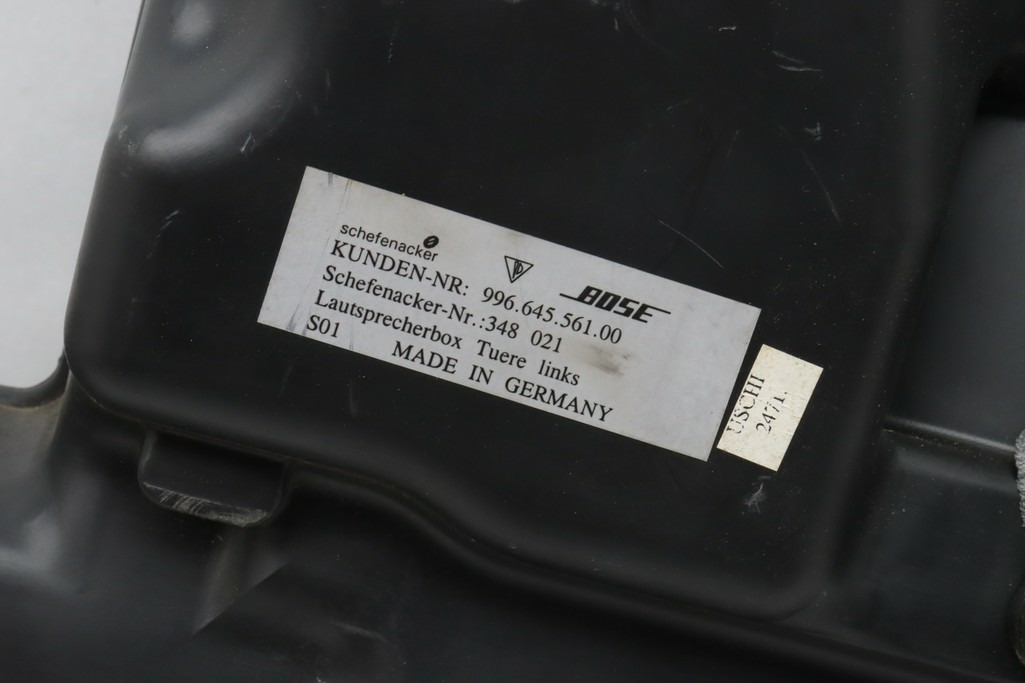 schefenacker
BOSE
KUNDEN-NR: 996.645.561.00
Schefenacker-Nr.:348 021
Lautsprecherbox Tuere links
S01 MADE IN GERMANY
USCHI
2471.